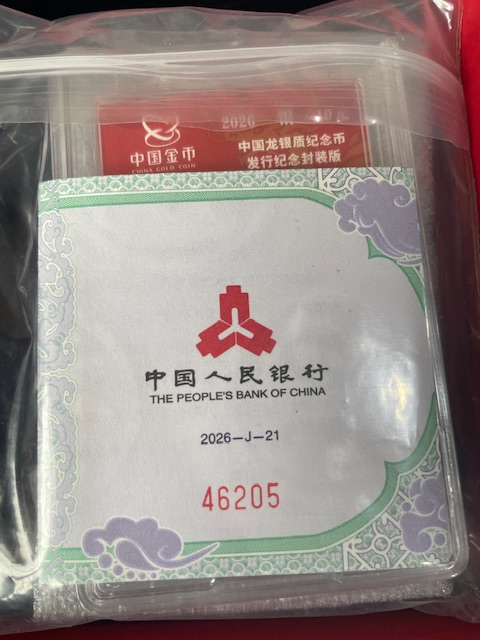 2026
中国金币
CHINA GOLD COIN
中国龙银质纪念币
发行纪念封装版
中国人民银行
THE PEOPLE'S BANK OF CHINA
2026-J-21
46205